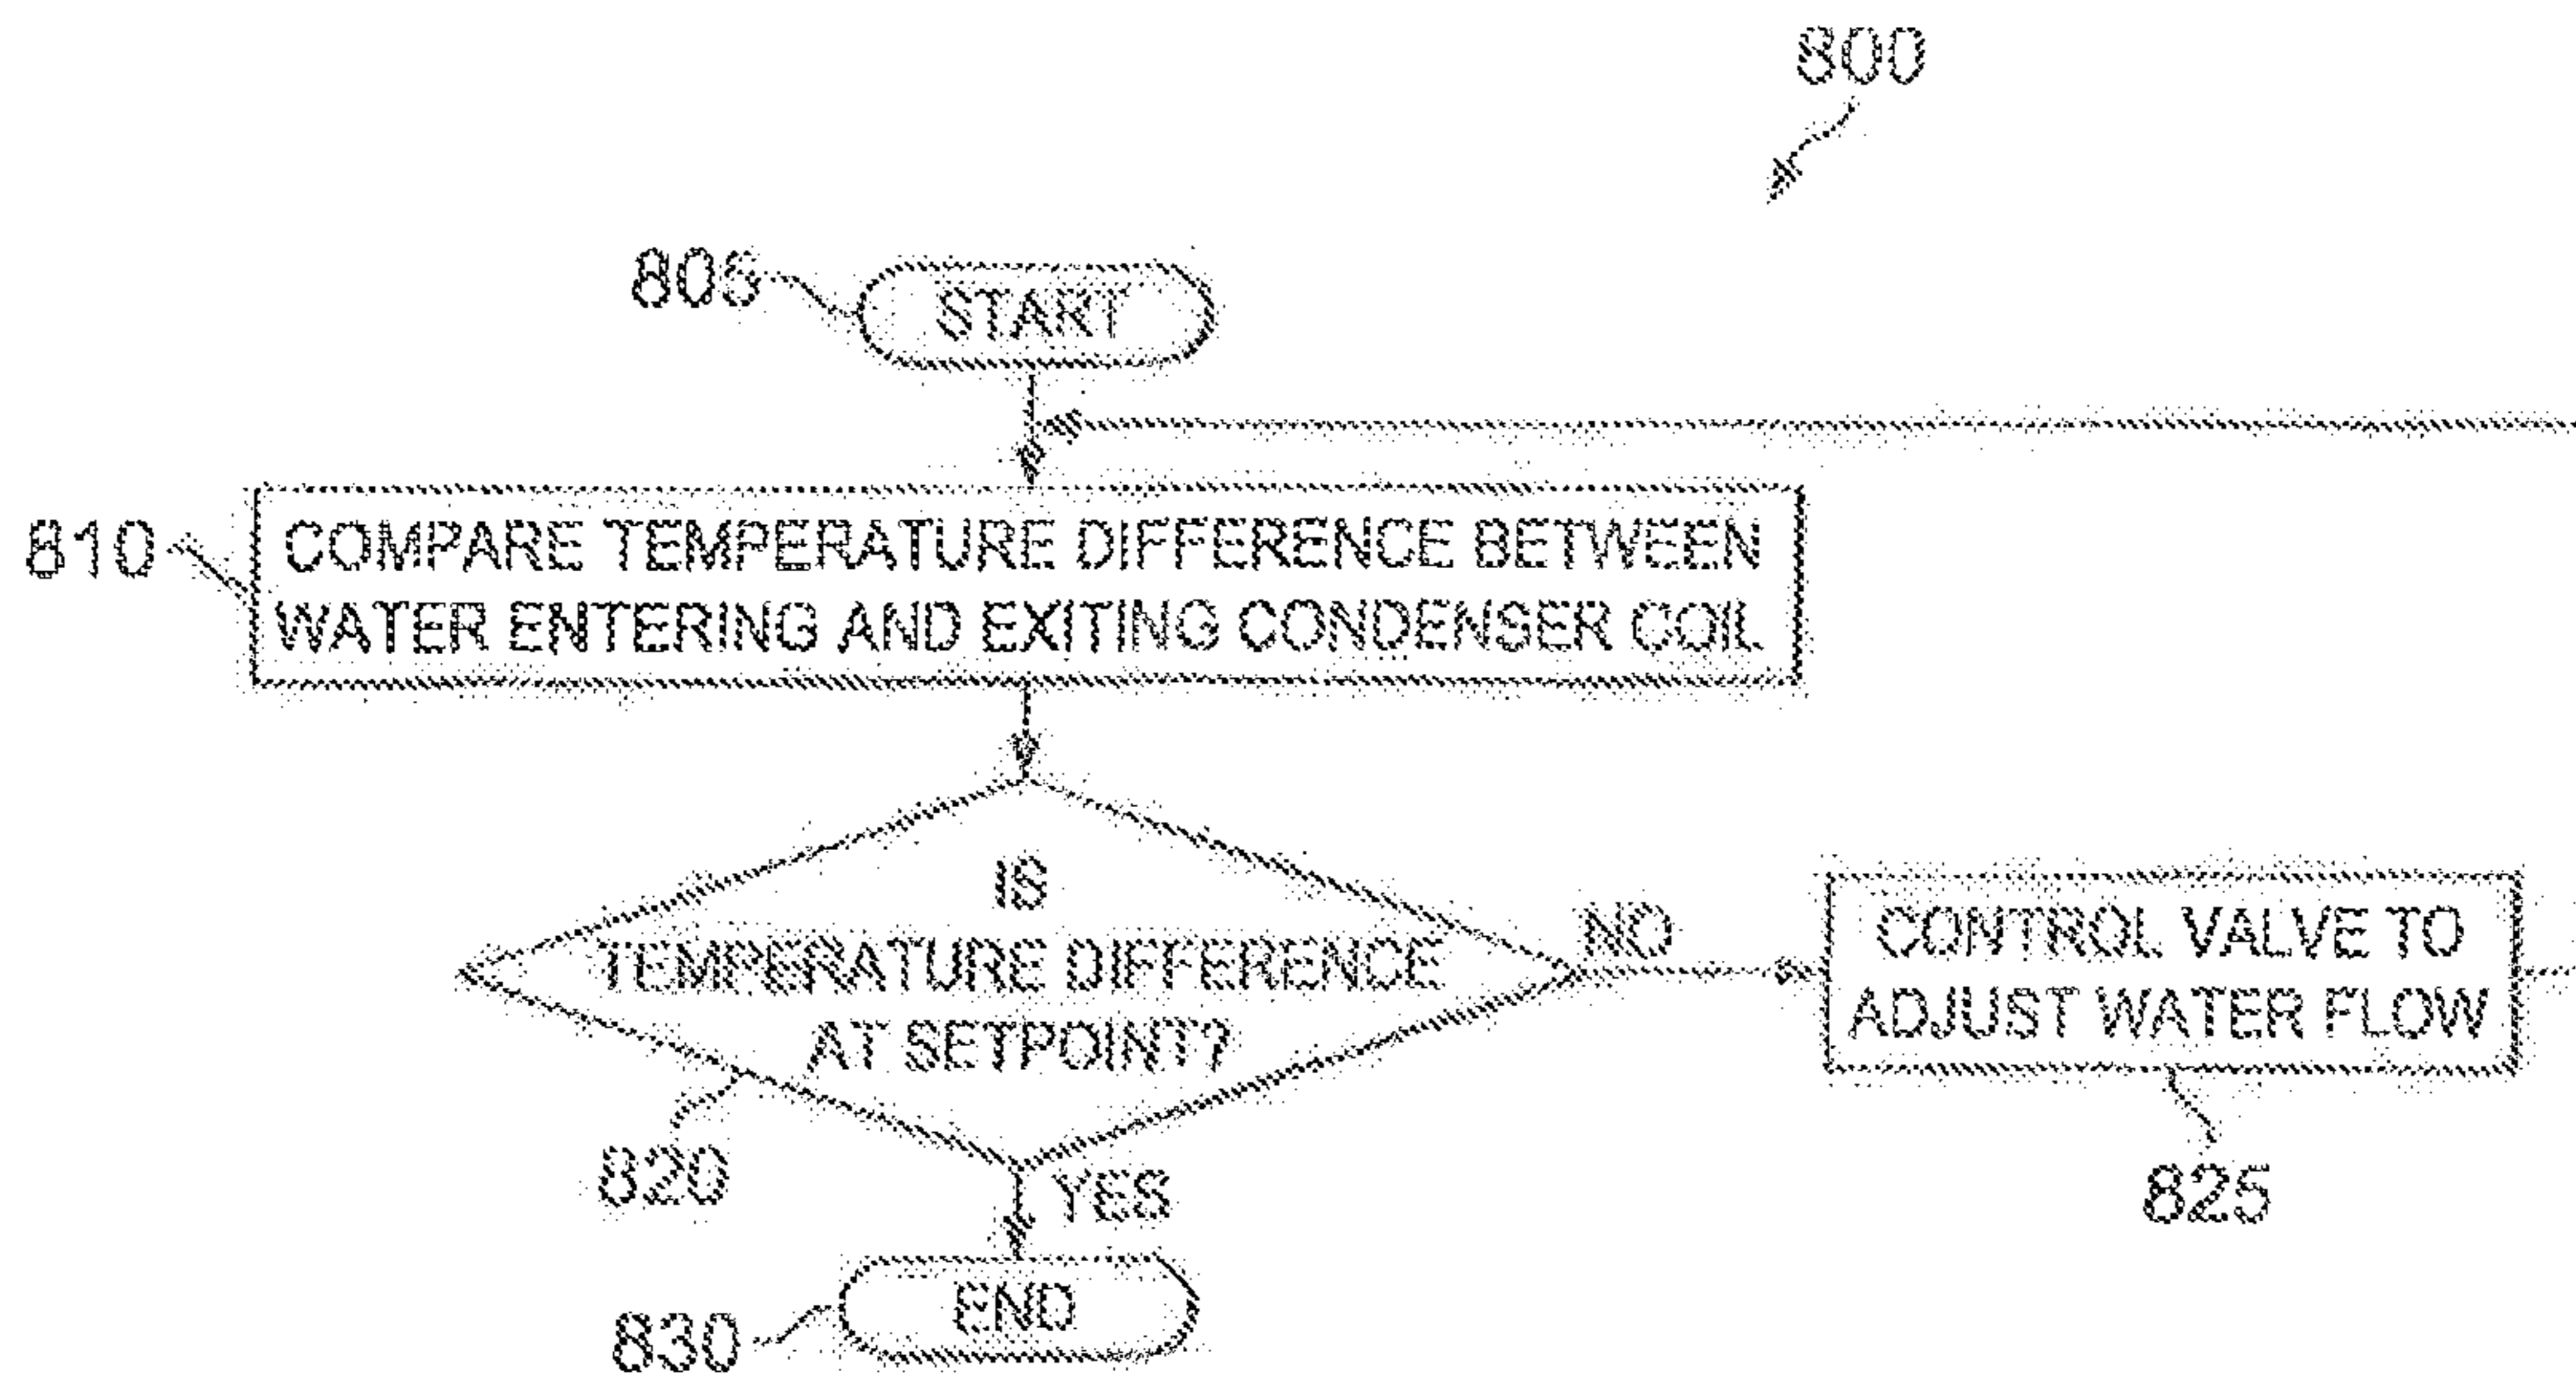 800
805
START
810
COMPARE TEMPERATURE DIFFERENCE BETWEEN
WATER ENTERING AND EXITING CONDENSER COIL
IS
TEMPERATURE DIFFERENCE
AT SETPOINT?
NO
CONTROL VALVE TO
ADJUST WATER FLOW
820
YES
825
END
830